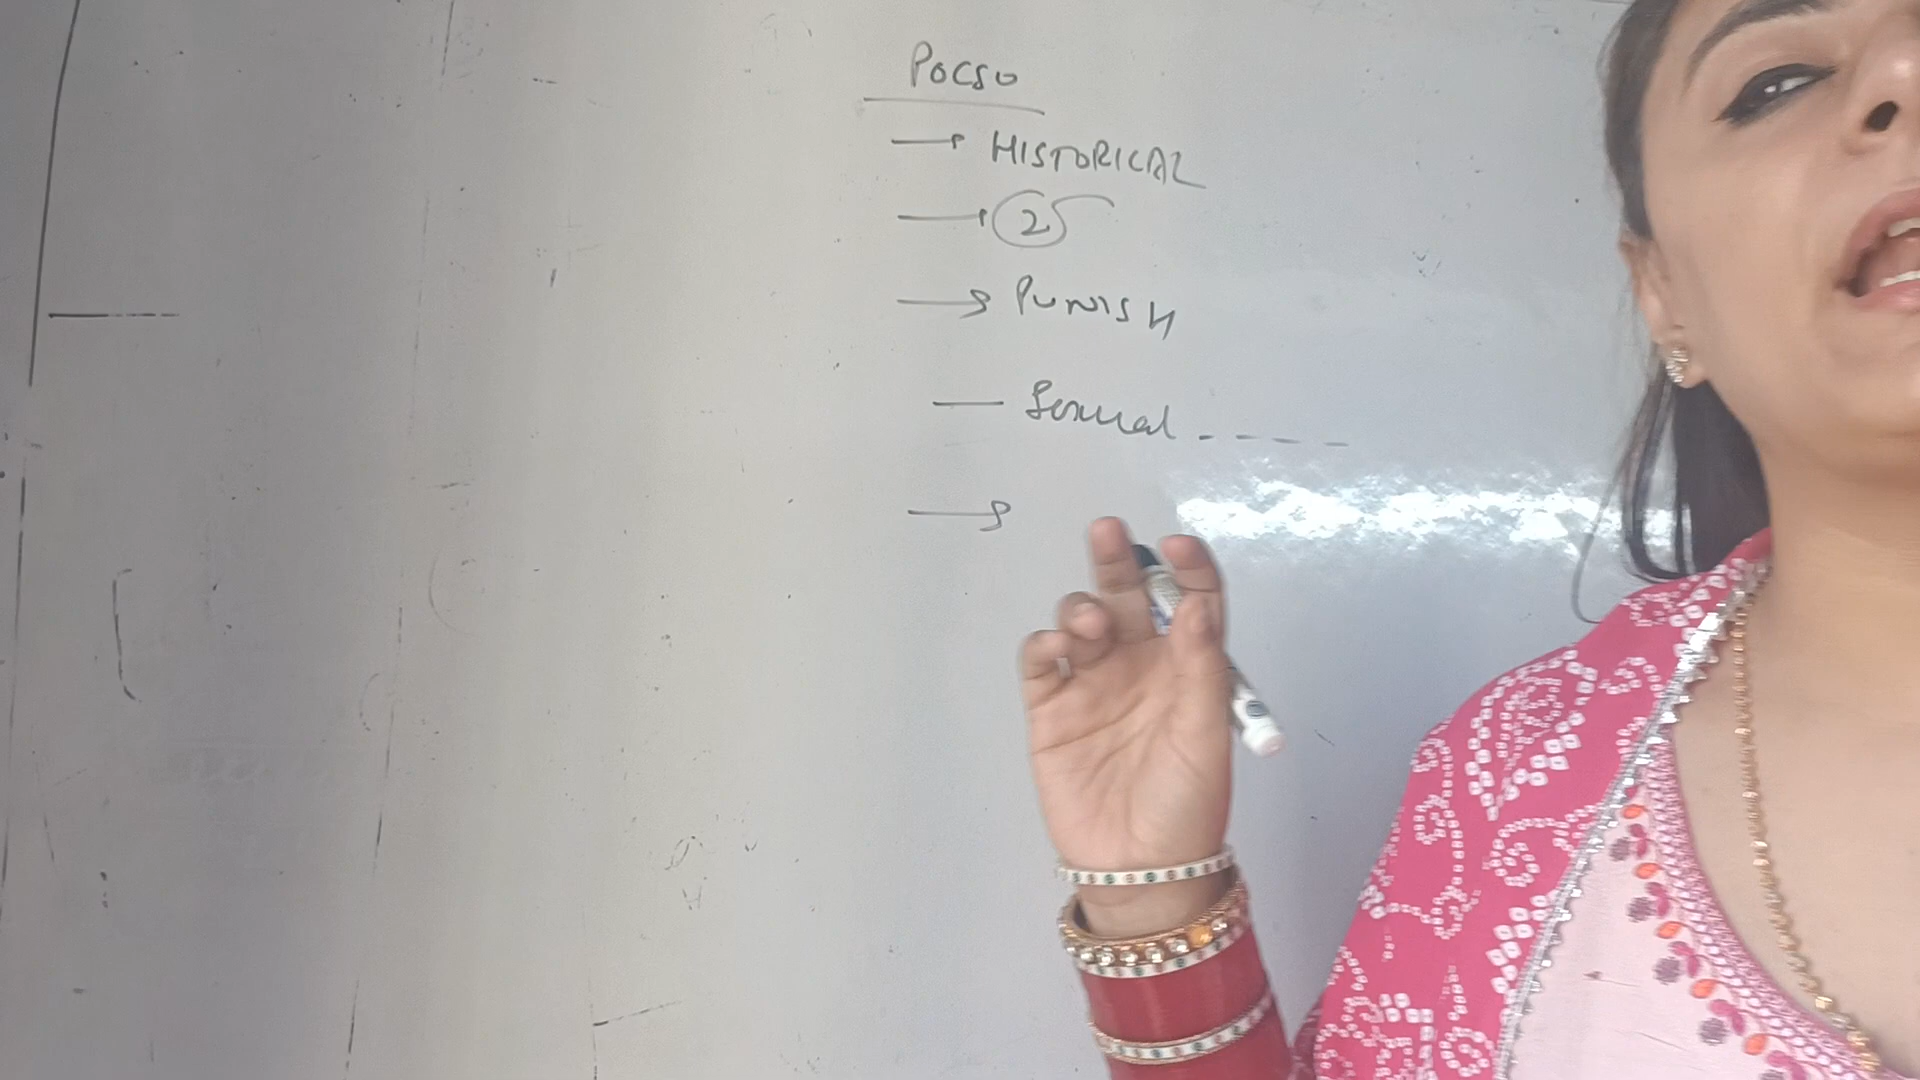 POCSO
→ HISTORICAL
→ 2
→ PUNISH
— Sexual - - - - -
→